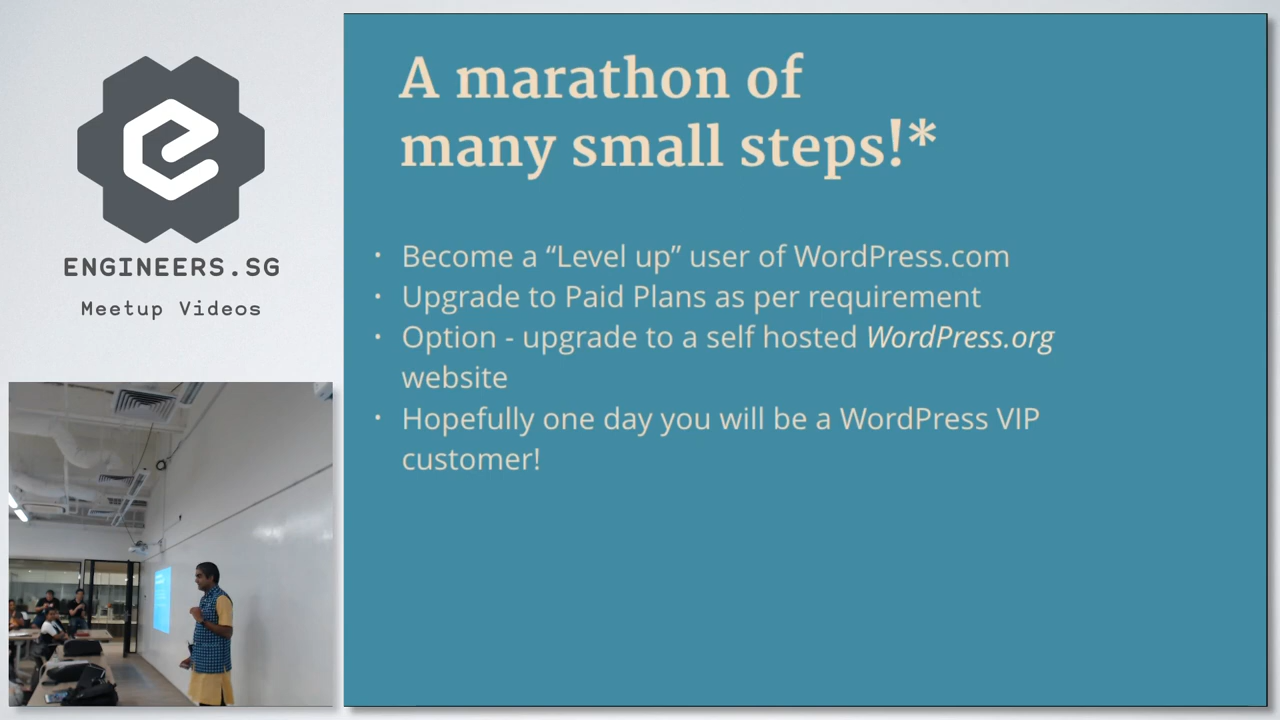 ENGINEERS.SG
Meetup Videos
A marathon of
many small steps!*
• Become a “Level up” user of WordPress.com
• Upgrade to Paid Plans as per requirement
• Option - upgrade to a self hosted WordPress.org
website
• Hopefully one day you will be a WordPress VIP
customer!